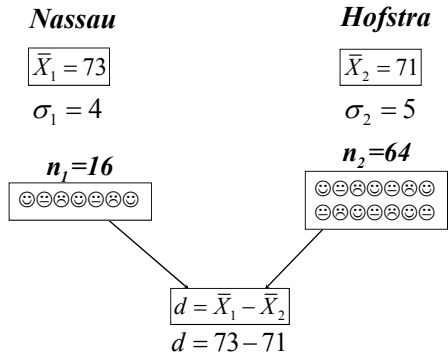 Nassau
X̄₁ = 73
σ₁ = 4
n₁=16
Hofstra
X̄₂ = 71
σ₂ = 5
n₂=64
d = X̄₁ − X̄₂
d = 73−71